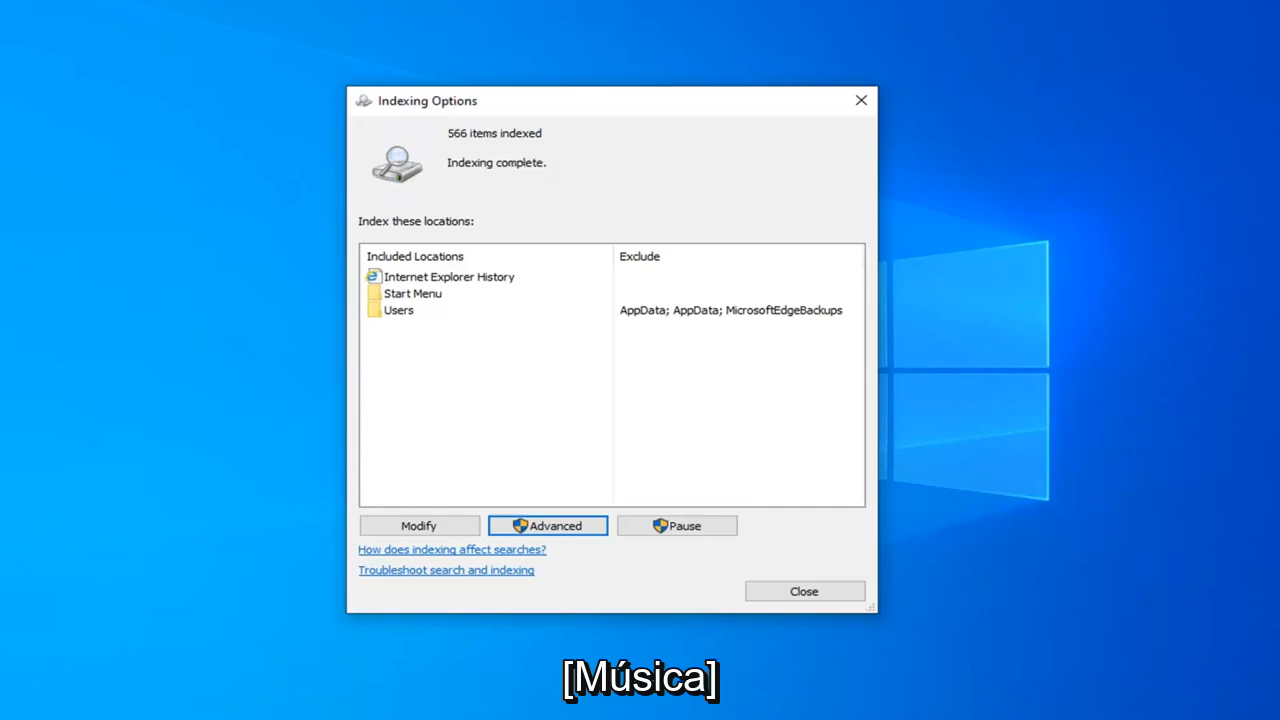 Indexing Options
566 items indexed
Indexing complete.
Index these locations:
Included Locations Exclude
Internet Explorer History
Start Menu
Users AppData; AppData; MicrosoftEdgeBackups
Modify Advanced Pause
How does indexing affect searches?
Troubleshoot search and indexing
Close
[Música]